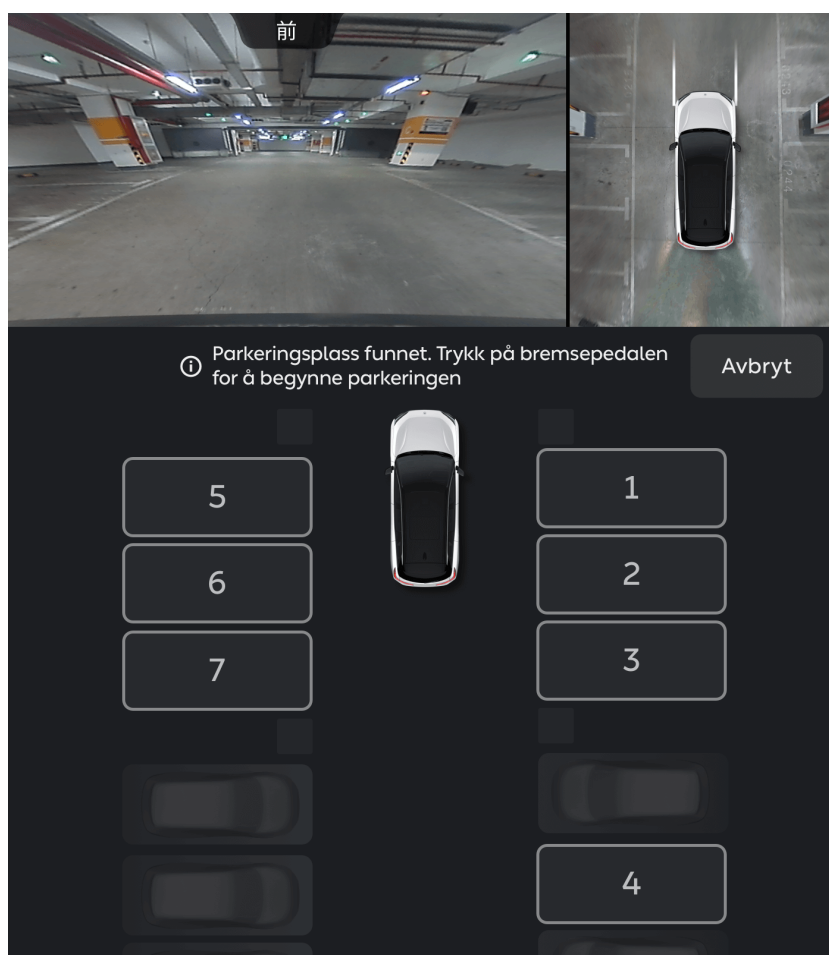 前
Parkeringsplass funnet. Trykk på bremsepedalen
for å begynne parkeringen
Avbryt
5
1
6
2
7
3
4